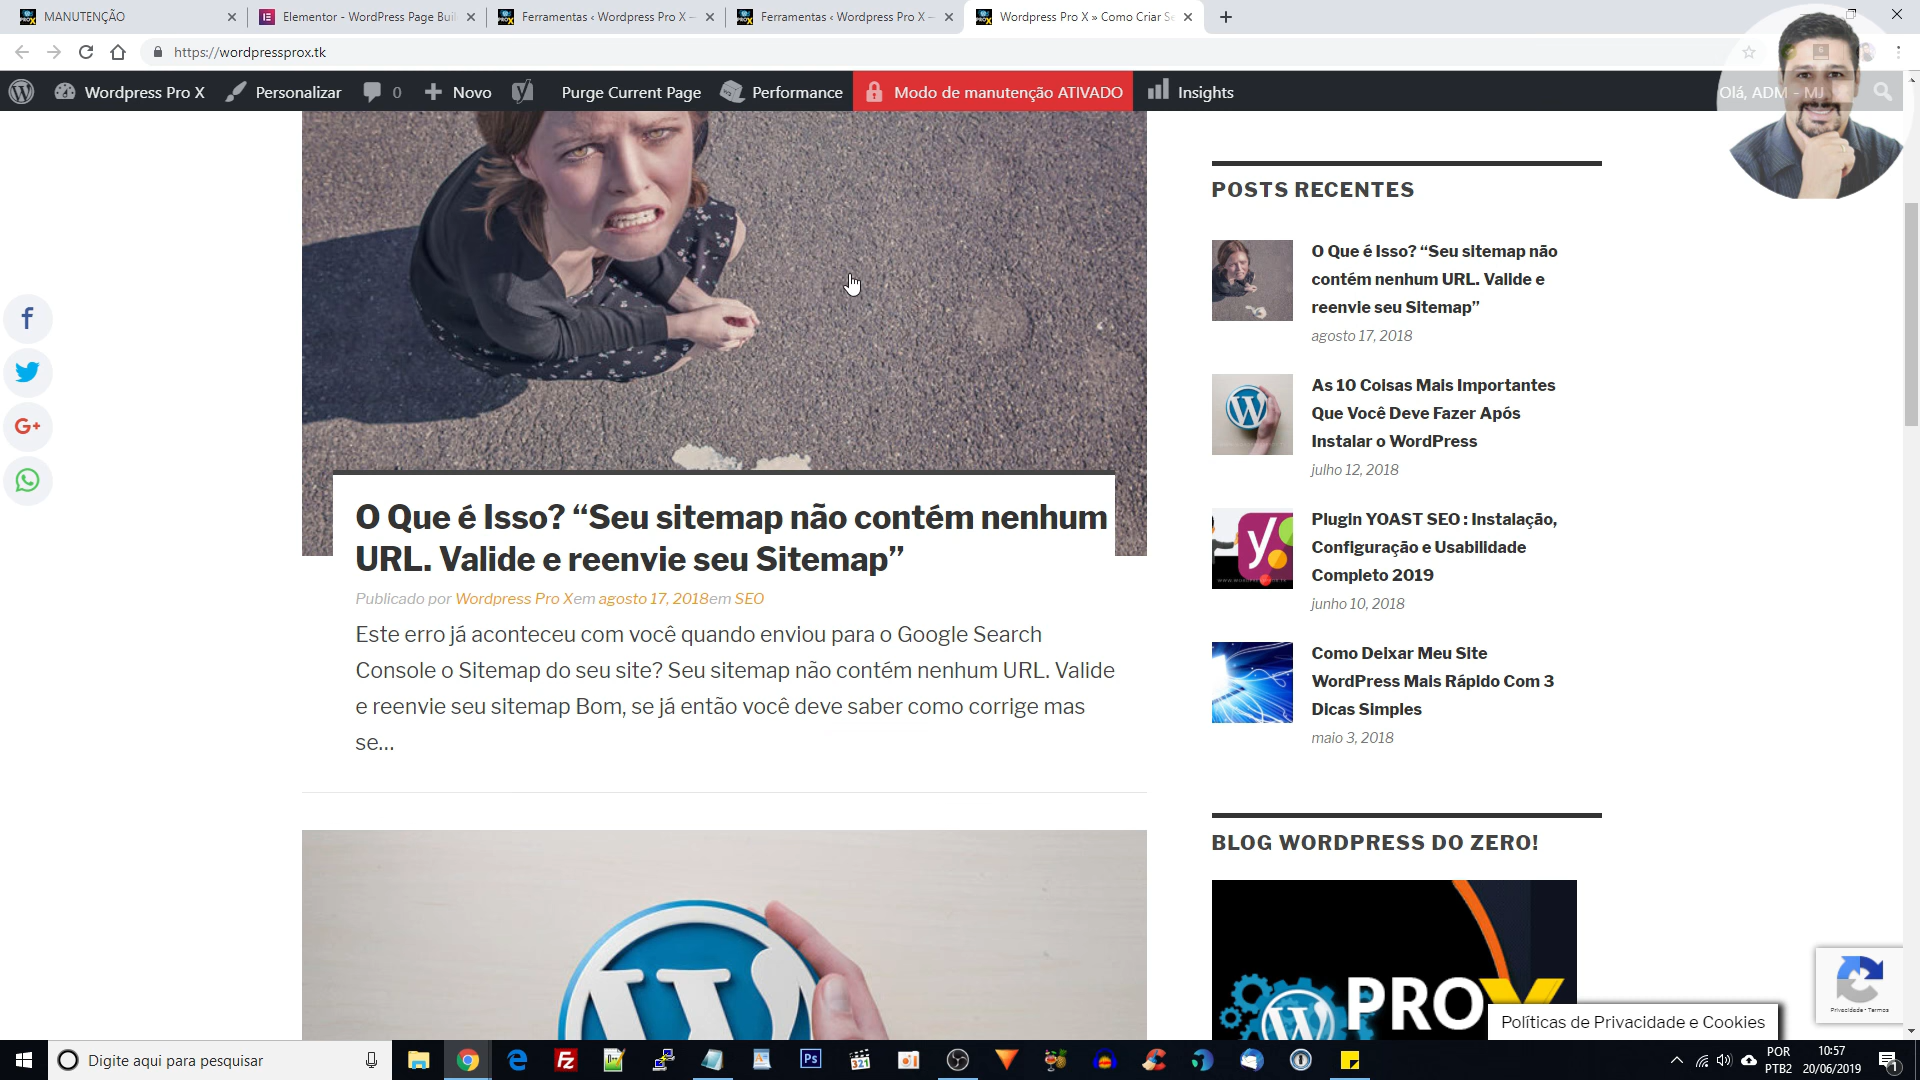 MANUTENÇÃO
Elementor - WordPress Page Buil
Ferramentas ‹ Wordpress Pro X —
Ferramentas ‹ Wordpress Pro X —
Wordpress Pro X » Como Criar Se
https://wordpressprox.tk
Wordpress Pro X
Personalizar
0
Novo
Purge Current Page
Performance
Modo de manutenção ATIVADO
Insights
Olá, ADM - MJ
O Que é Isso? “Seu sitemap não contém nenhum
URL. Valide e reenvie seu Sitemap”
Publicado por Wordpress Pro Xem agosto 17, 2018em SEO
Este erro já aconteceu com você quando enviou para o Google Search
Console o Sitemap do seu site? Seu sitemap não contém nenhum URL. Valide
e reenvie seu sitemap Bom, se já então você deve saber como corrige mas
se...
POSTS RECENTES
O Que é Isso? “Seu sitemap não
contém nenhum URL. Valide e
reenvie seu Sitemap”
agosto 17, 2018
As 10 Coisas Mais Importantes
Que Você Deve Fazer Após
Instalar o WordPress
julho 12, 2018
Plugin YOAST SEO : Instalação,
Configuração e Usabilidade
Completo 2019
junho 10, 2018
Como Deixar Meu Site
WordPress Mais Rápido Com 3
Dicas Simples
maio 3, 2018
BLOG WORDPRESS DO ZERO!
PROX
Privacidade - Termos
Políticas de Privacidade e Cookies
Digite aqui para pesquisar
POR
PTB2
10:57
20/06/2019
1